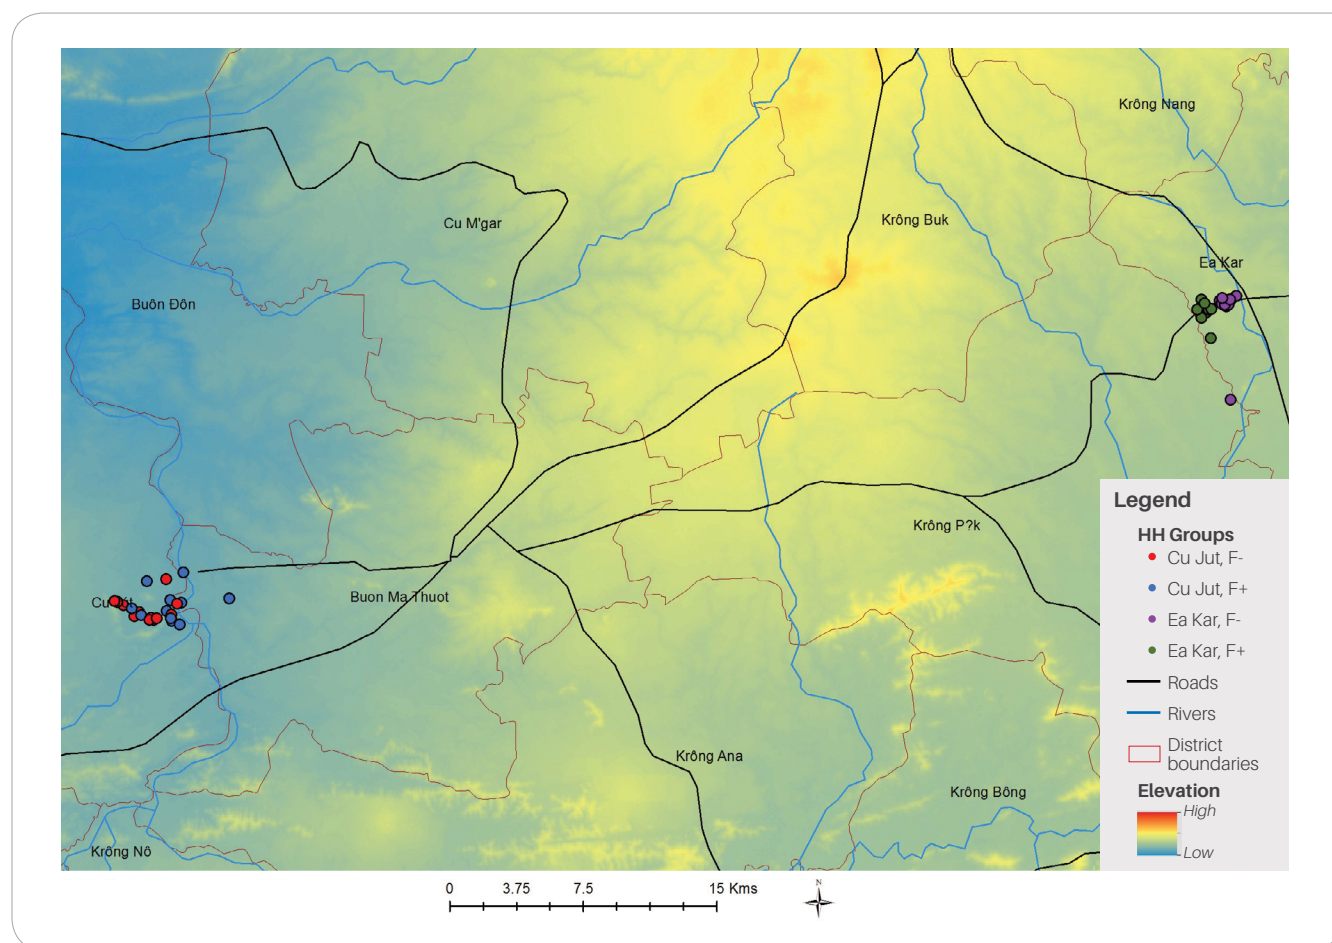 Krông Nang
Cu M'gar
Krông Buk
Ea Kar
Buôn Đôn
Legend
HH Groups
Cu Jut, F-
Cu Jut, F+
Ea Kar, F-
Ea Kar, F+
Roads
Rivers
District
boundaries
Elevation
High
Low
Krông P?k
Buon Ma Thuot
Krông Ana
Krông Bông
Krông Nô
0 3.75 7.5 15 Kms
N